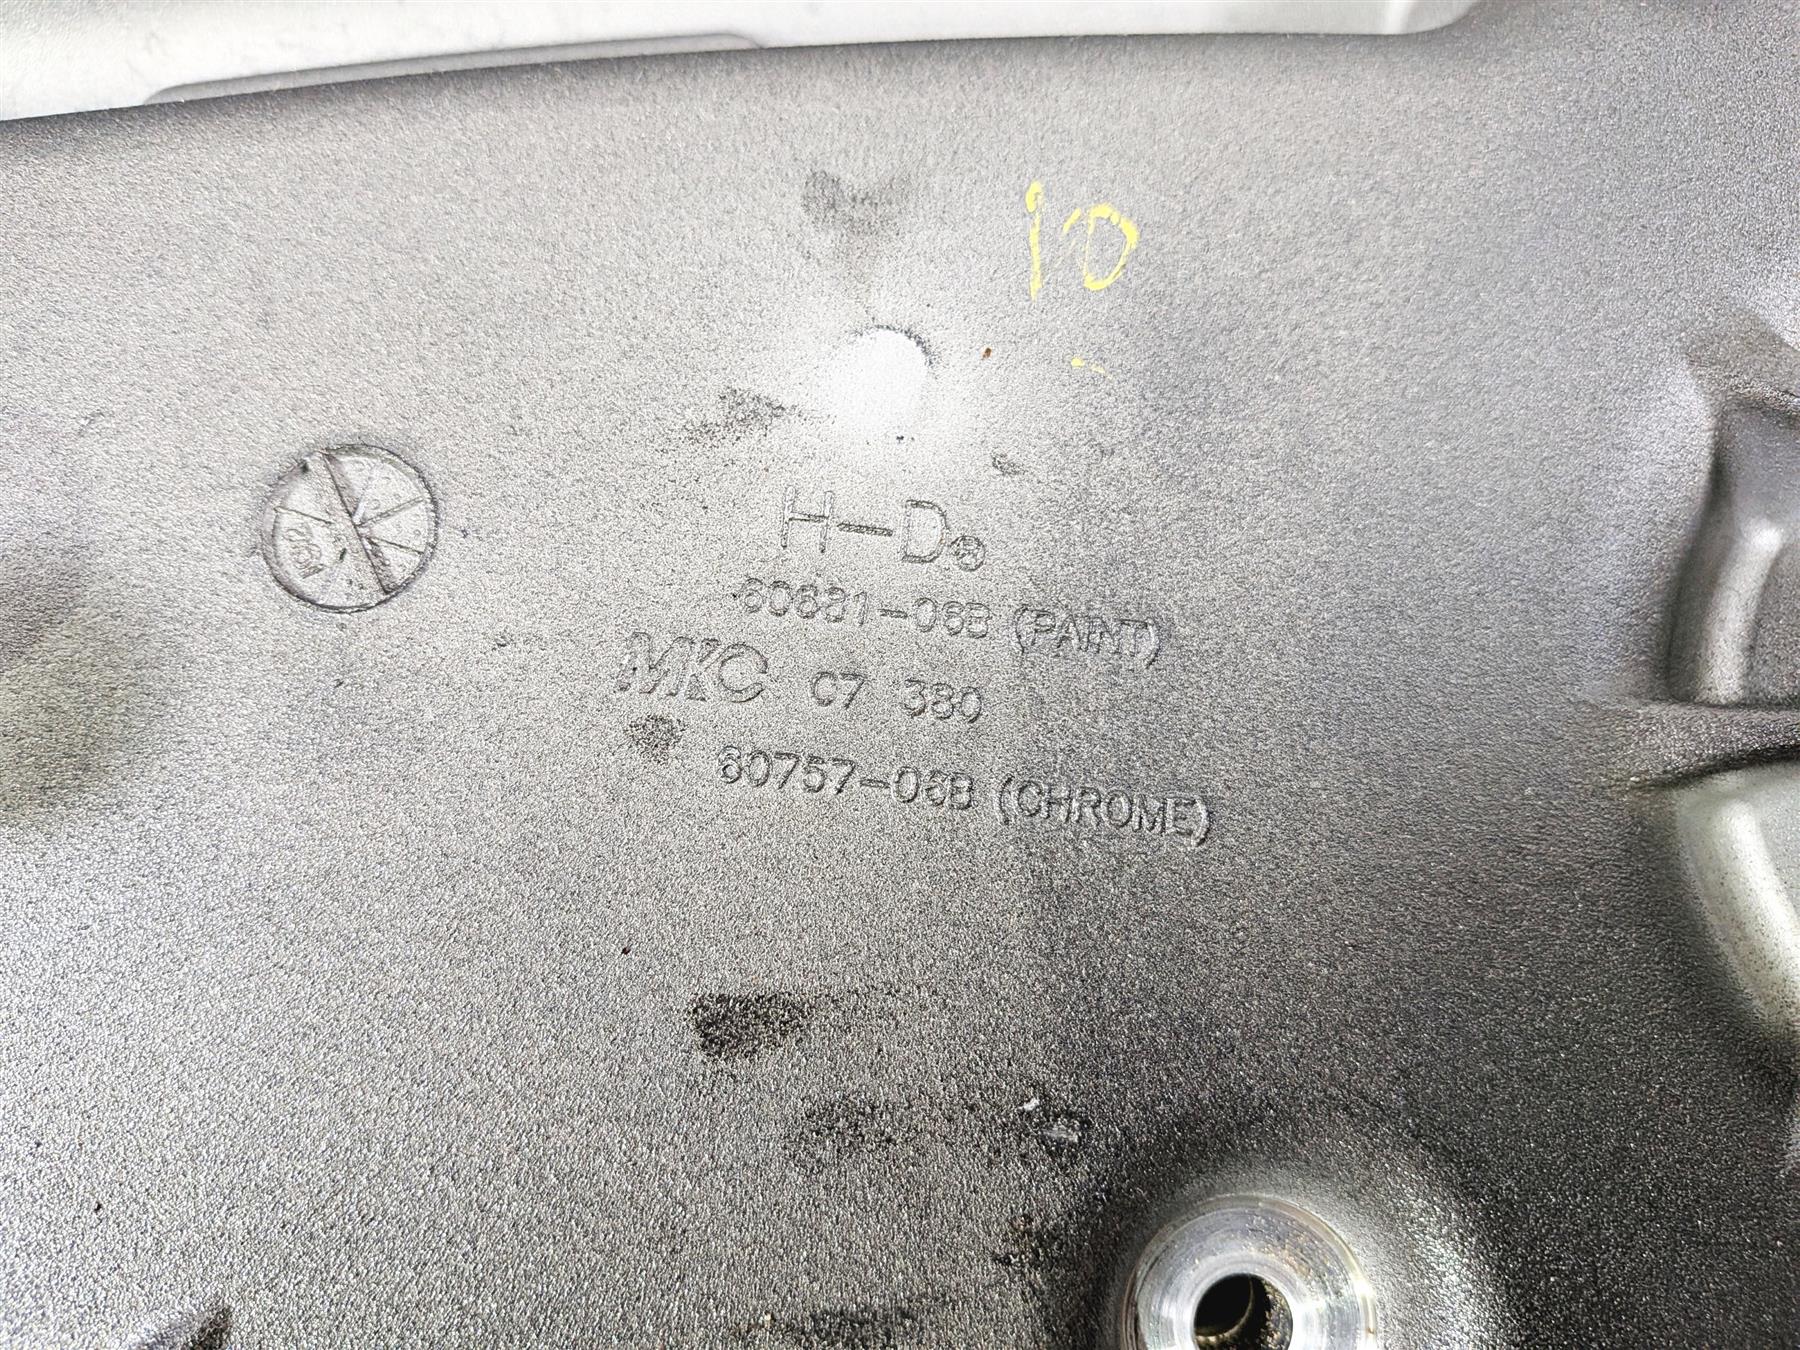 10
H-D®
60681-06B (PAINT)
MKC C7 380
60757-06B (CHROME)